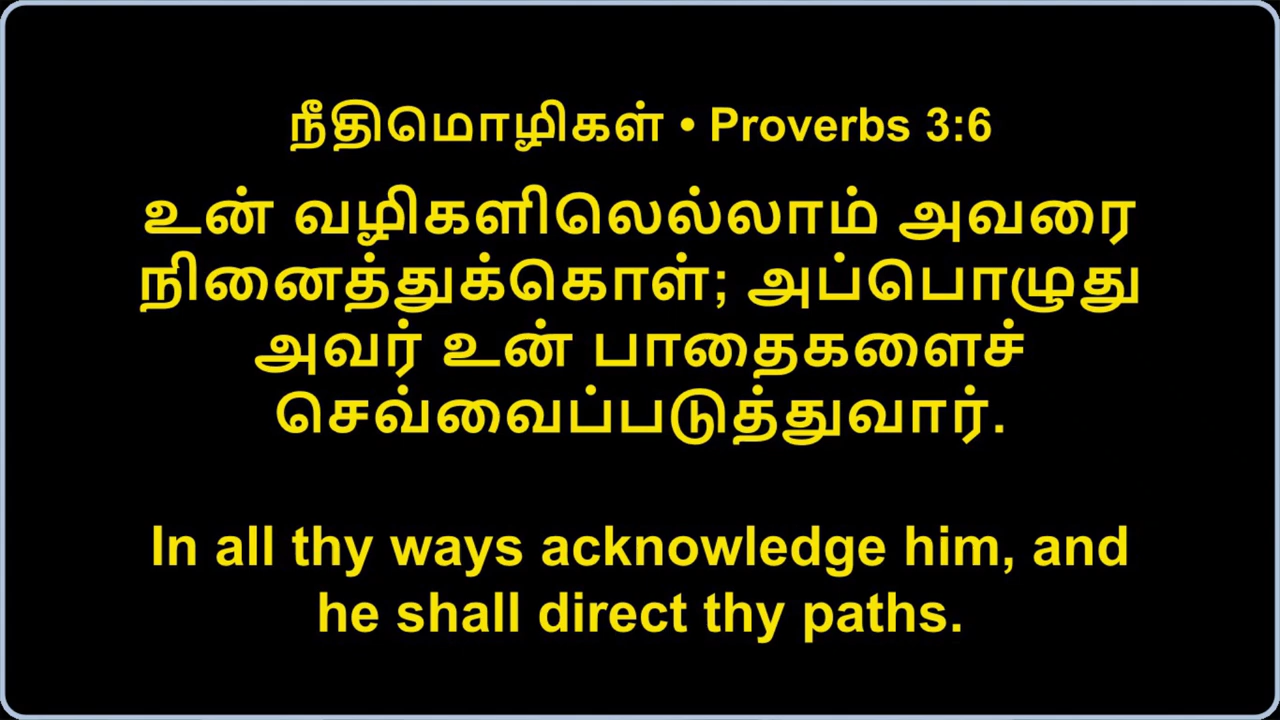 நீதிமொழிகள் • Proverbs 3:6
உன் வழிகளிலெல்லாம் அவரை
நினைத்துக்கொள்; அப்பொழுது
அவர் உன் பாதைகளைச்
செவ்வைப்படுத்துவார்.
In all thy ways acknowledge him, and
he shall direct thy paths.